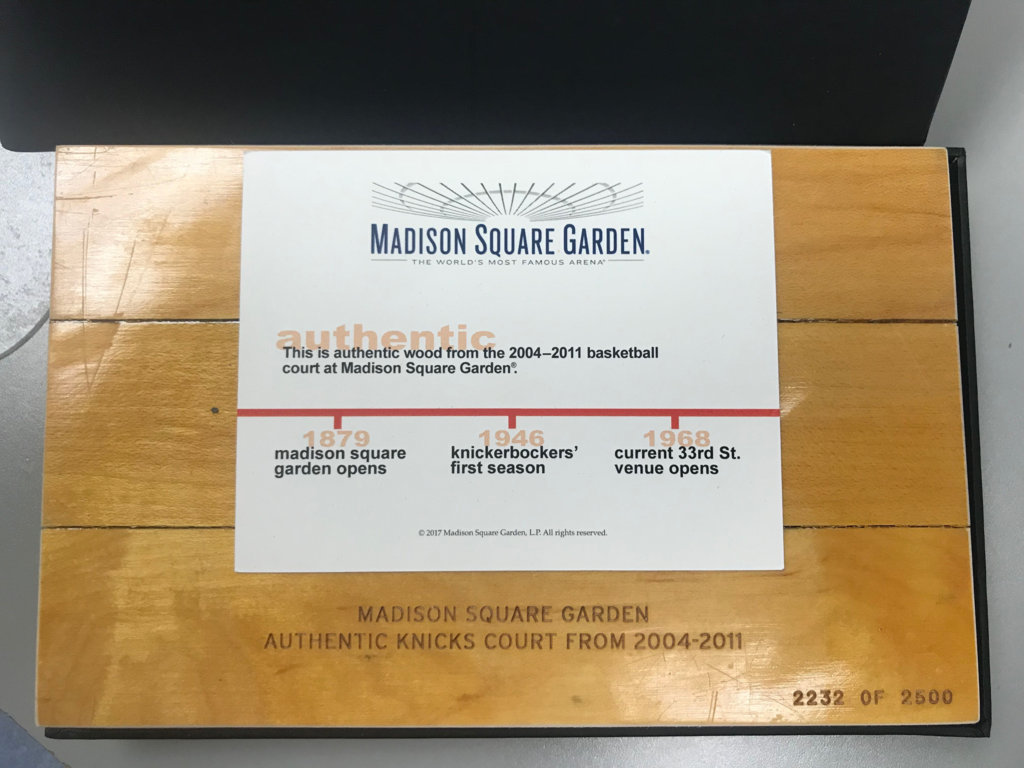 MADISON SQUARE GARDEN®
THE WORLD'S MOST FAMOUS ARENA®
authentic
This is authentic wood from the 2004–2011 basketball
court at Madison Square Garden®.
1879
madison square
garden opens
1946
knickerbockers’
first season
1968
current 33rd St.
venue opens
© 2017 Madison Square Garden, L.P. All rights reserved.
MADISON SQUARE GARDEN
AUTHENTIC KNICKS COURT FROM 2004-2011
2232 OF 2500